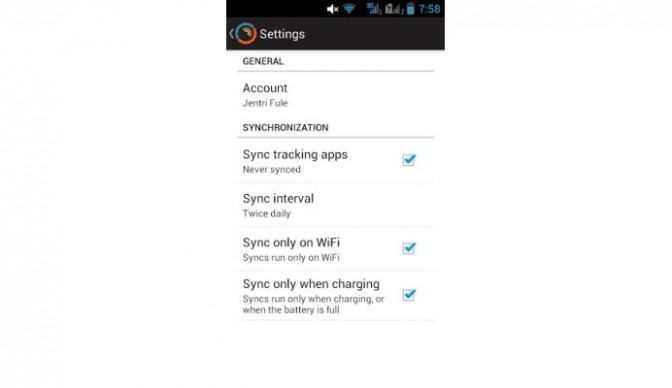 7:58
Settings
GENERAL
Account
Jentri Fule
SYNCHRONIZATION
Sync tracking apps
Never synced
Sync interval
Twice daily
Sync only on WiFi
Syncs run only on WiFi
Sync only when charging
Syncs run only when charging, or
when the battery is full